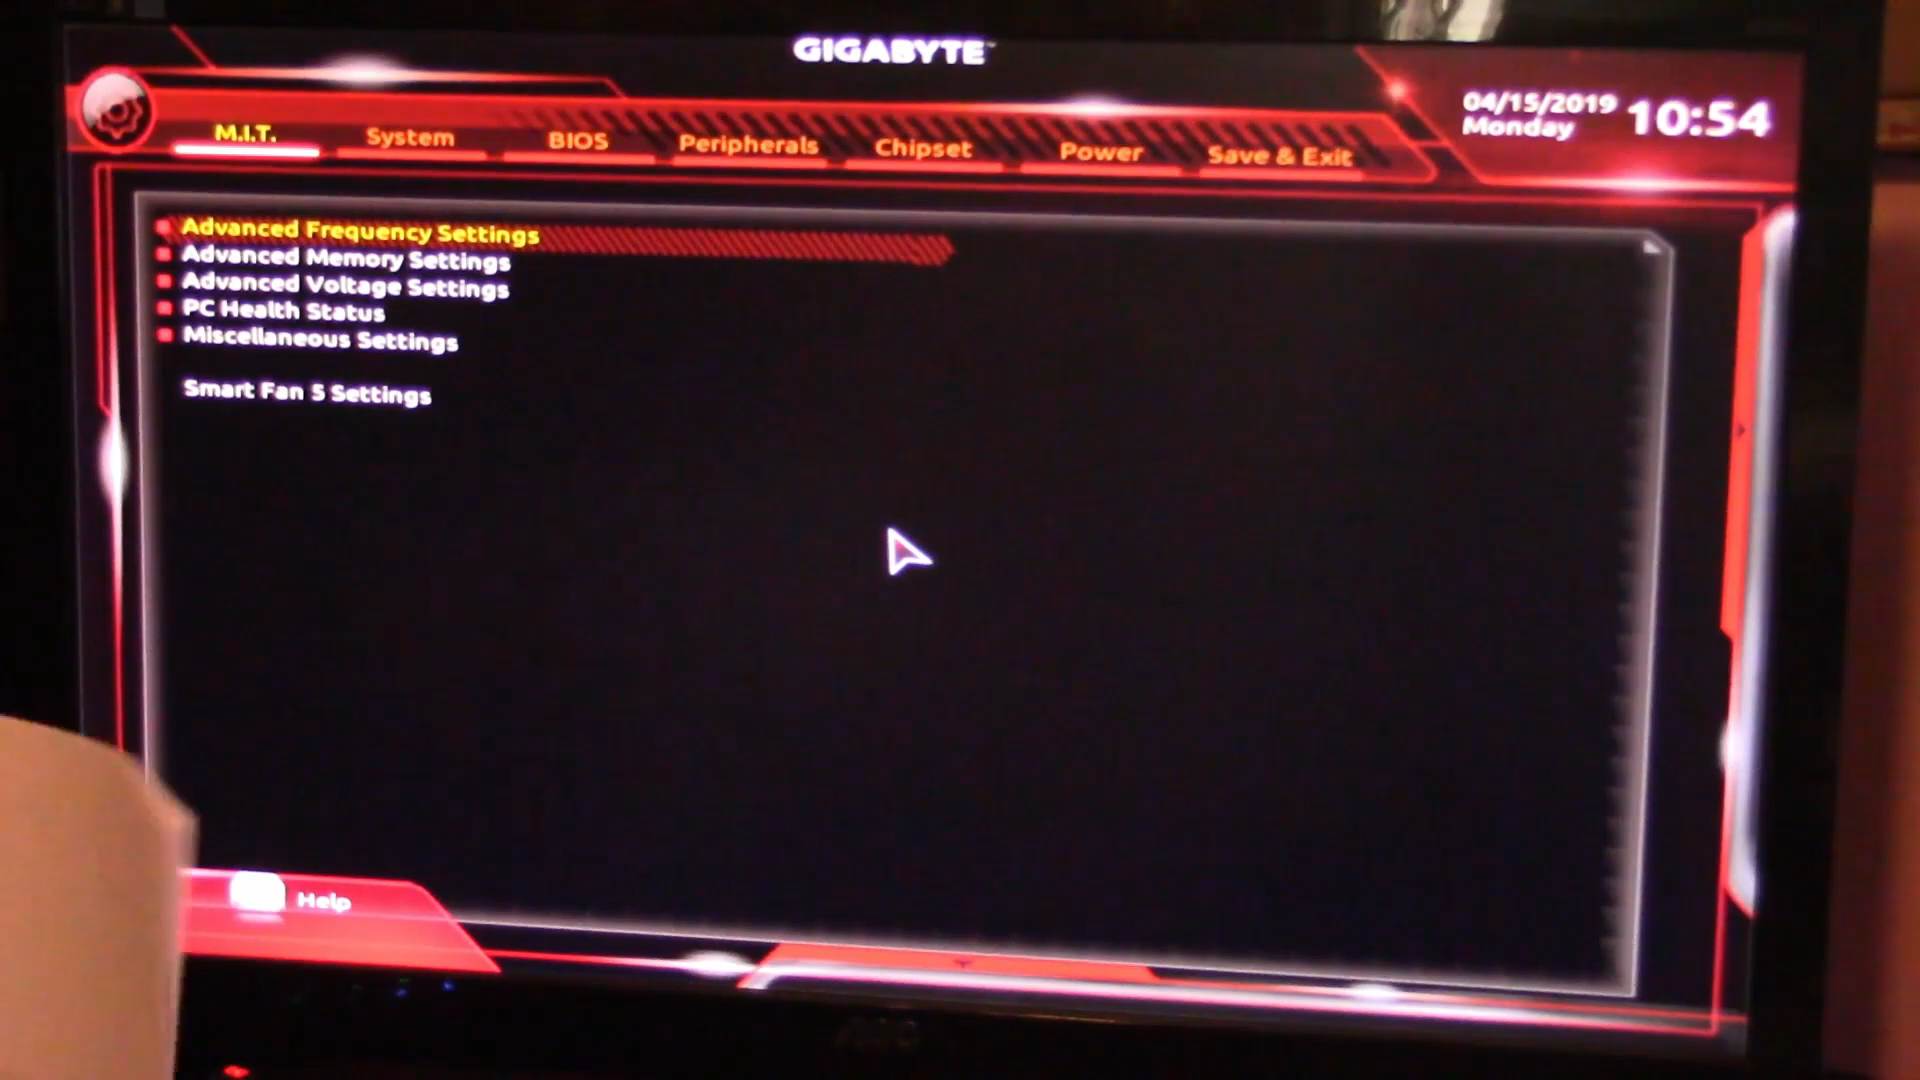 GIGABYTE™
04/15/2019 10:54
Monday
M.I.T. System BIOS Peripherals Chipset Power Save & Exit
Advanced Frequency Settings
Advanced Memory Settings
Advanced Voltage Settings
PC Health Status
Miscellaneous Settings
Smart Fan 5 Settings
Help